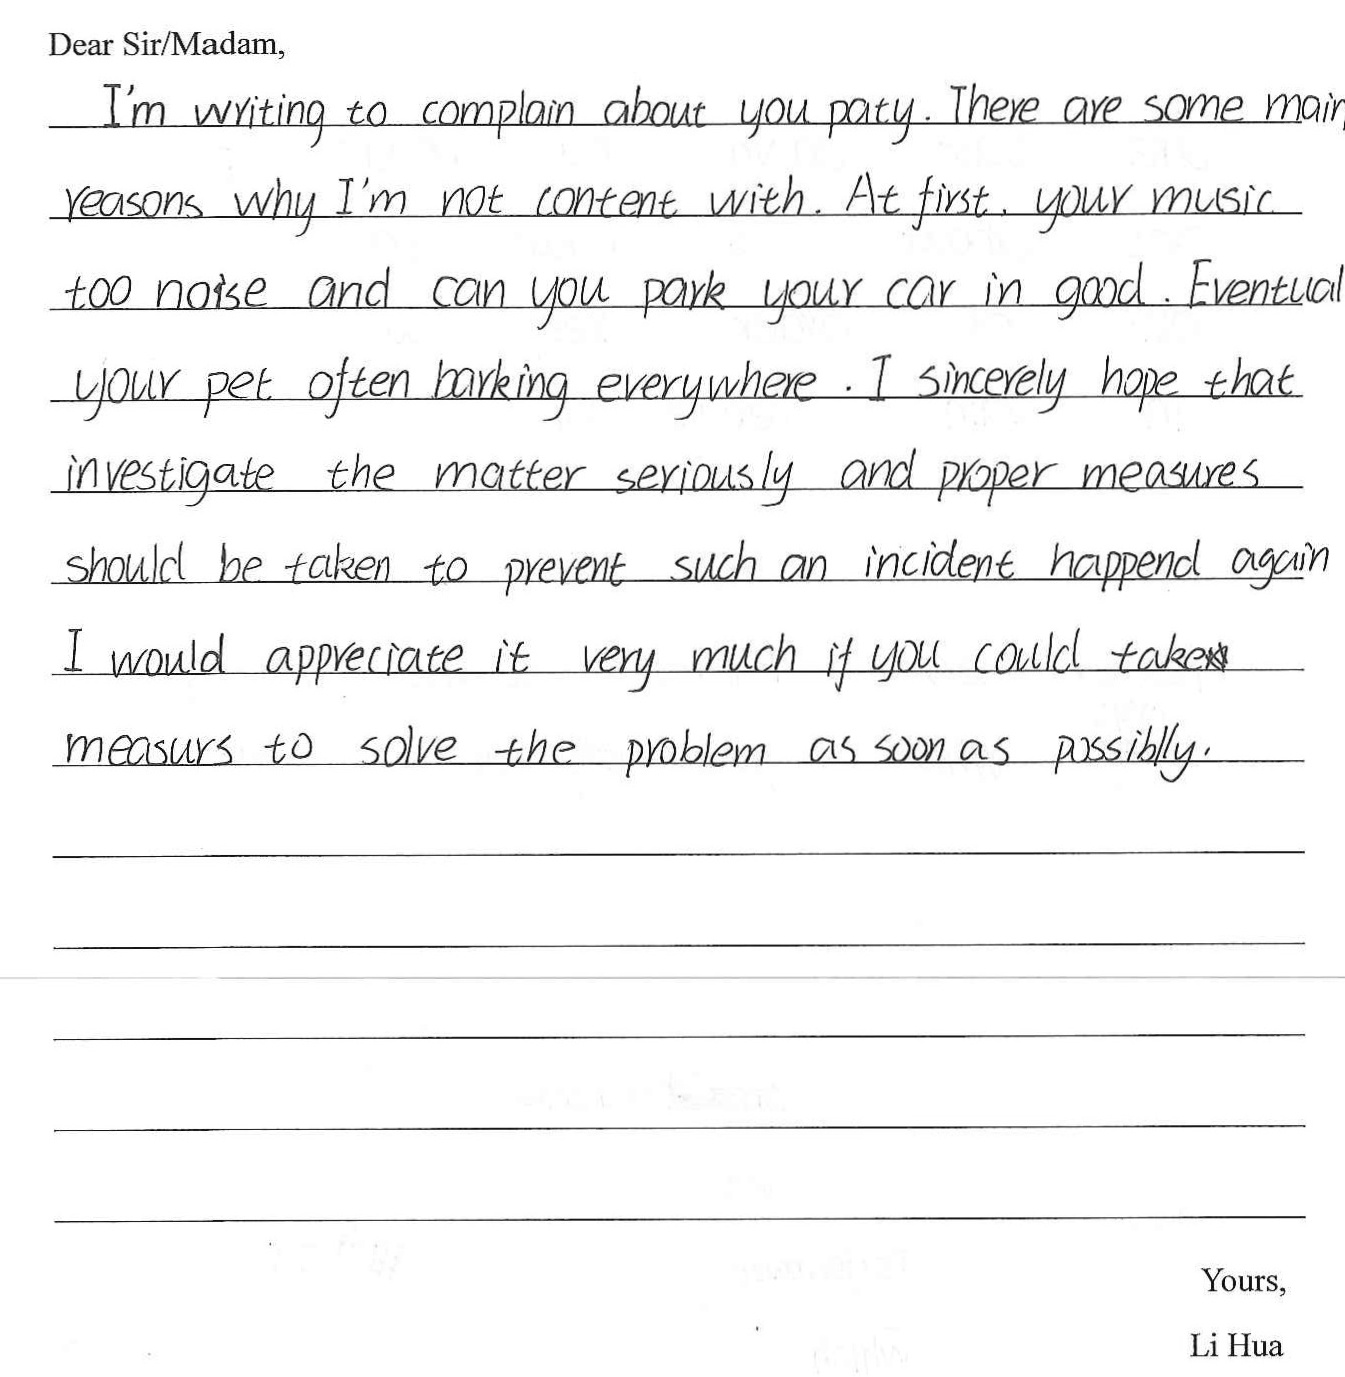 Dear Sir/Madam,
I'm writing to complain about you paty. There are some main
reasons why I'm not content with. At first. your music
too noise and can you park your car in good. Eventual
your pet often barking everywhere. I sincerely hope that
investigate the matter seriously and proper measures
should be taken to prevent such an incident happend again
I would appreciate it very much if you could take
measurs to solve the problem as soon as possiblly.
Yours,
Li Hua